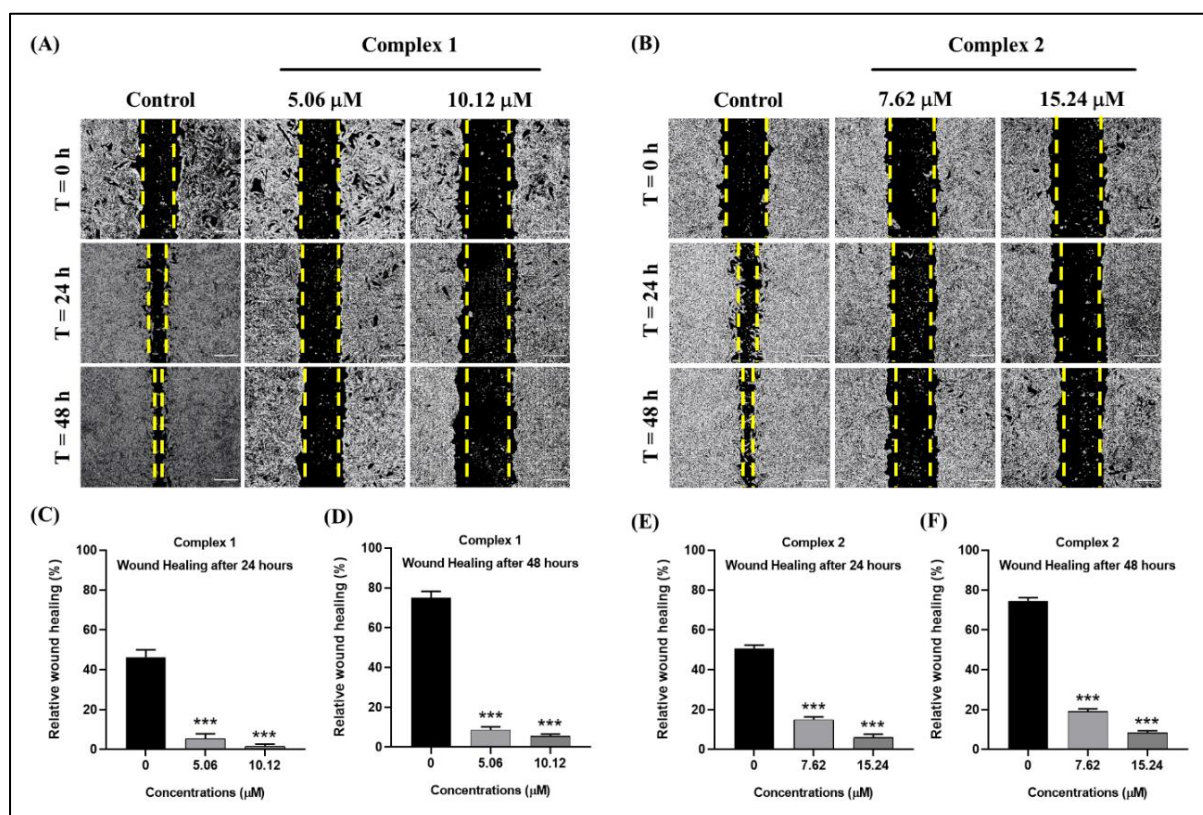 (A)
Complex 1
Control
5.06 μM
10.12 μM
T = 0 h
T = 24 h
T = 48 h
(B)
Complex 2
Control
7.62 μM
15.24 μM
T = 0 h
T = 24 h
T = 48 h
(C)
Complex 1
Wound Healing after 24 hours
Relative wound healing (%)
100
80
60
40
20
0
***
***
0 5.06 10.12
Concentrations (μM)
(D)
Complex 1
Wound Healing after 48 hours
Relative wound healing (%)
100
80
60
40
20
0
***
***
0 5.06 10.12
Concentrations (μM)
(E)
Complex 2
Wound Healing after 24 hours
Relative wound healing (%)
100
80
60
40
20
0
***
***
0 7.62 15.24
Concentrations (μM)
(F)
Complex 2
Wound Healing after 48 hours
Relative wound healing (%)
100
80
60
40
20
0
***
***
0 7.62 15.24
Concentrations (μM)